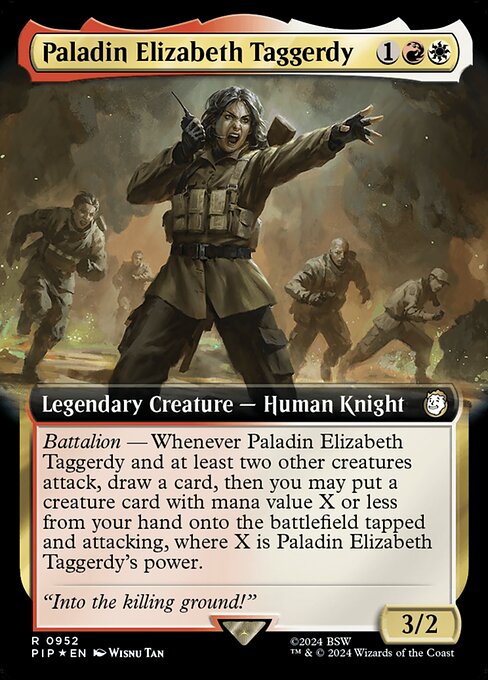 Paladin Elizabeth Taggerdy 1
Legendary Creature — Human Knight
Battalion — Whenever Paladin Elizabeth
Taggerdy and at least two other creatures
attack, draw a card, then you may put a
creature card with mana value X or less
from your hand onto the battlefield tapped
and attacking, where X is Paladin Elizabeth
Taggerdy's power.
"Into the killing ground!"
3/2
R 0952
PIP ★ EN Wisnu Tan
©2024 BSW
™ & © 2024 Wizards of the Coast